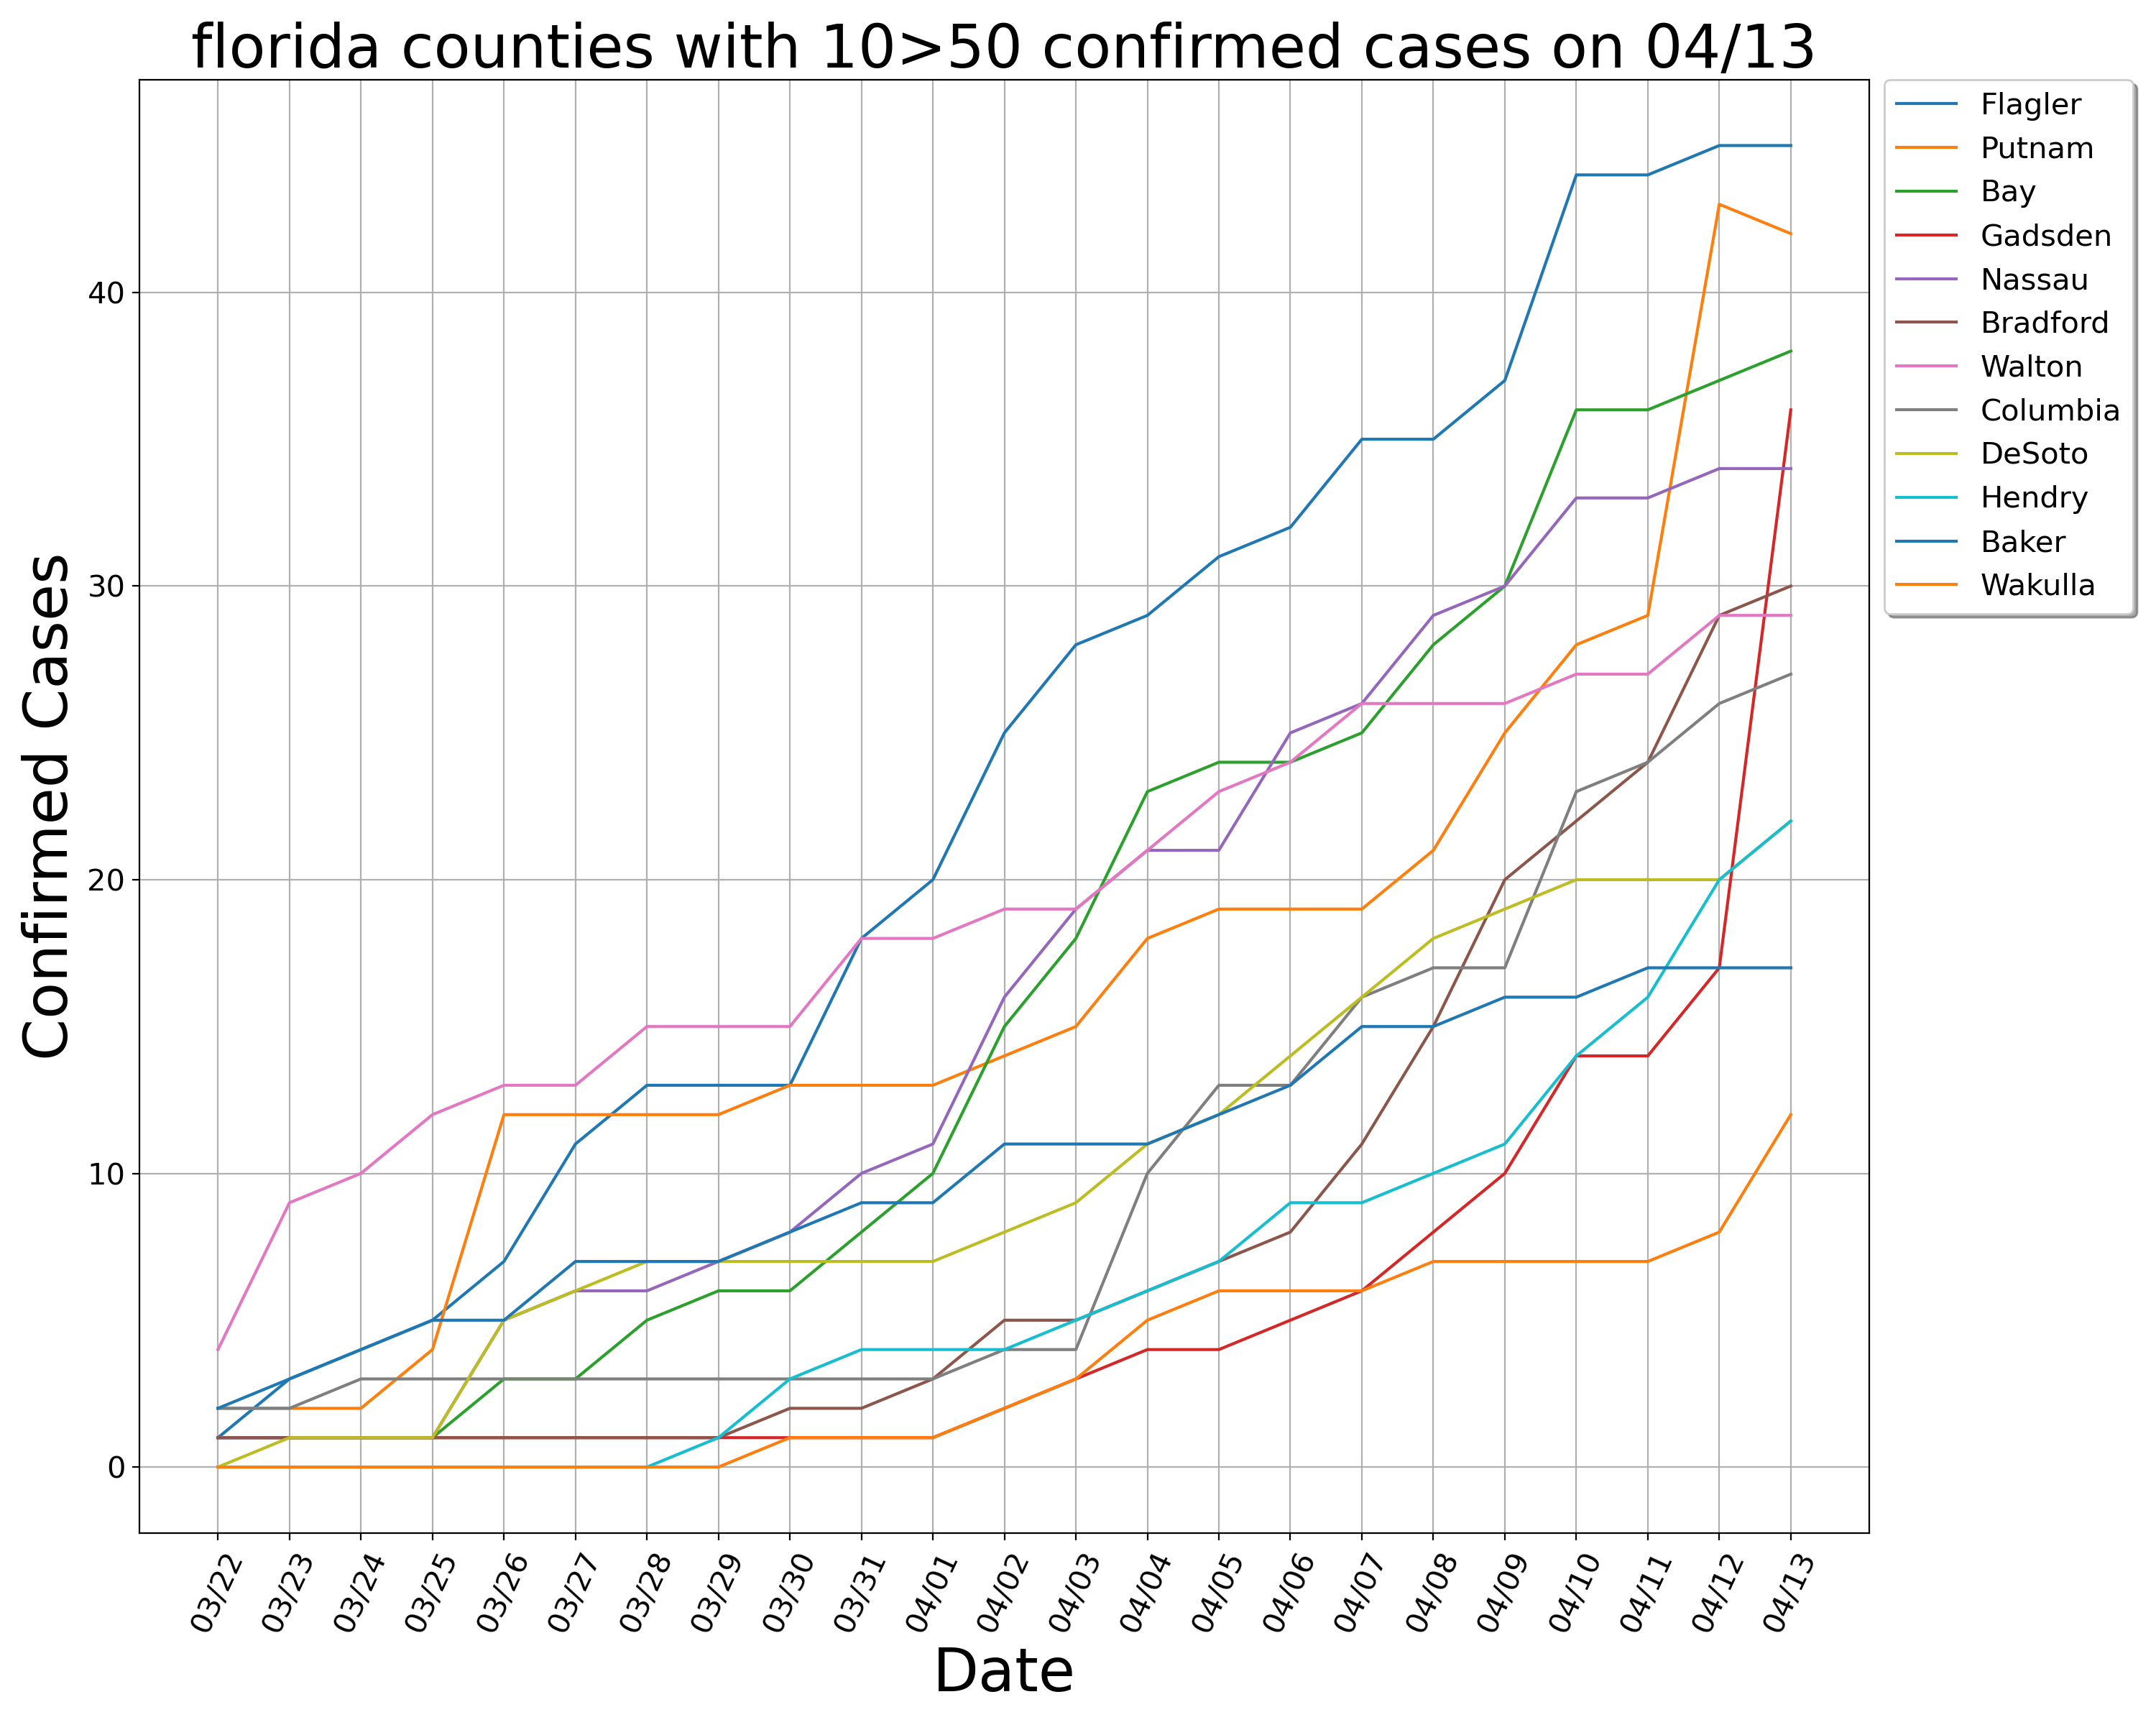 florida counties with 10>50 confirmed cases on 04/13
Flagler
Putnam
Bay
Gadsden
Nassau
Bradford
Walton
Columbia
DeSoto
Hendry
Baker
Wakulla
Confirmed Cases
40
30
20
10
0
03/22
03/23
03/24
03/25
03/26
03/27
03/28
03/29
03/30
03/31
04/01
04/02
04/03
04/04
04/05
04/06
04/07
04/08
04/09
04/10
04/11
04/12
04/13
Date